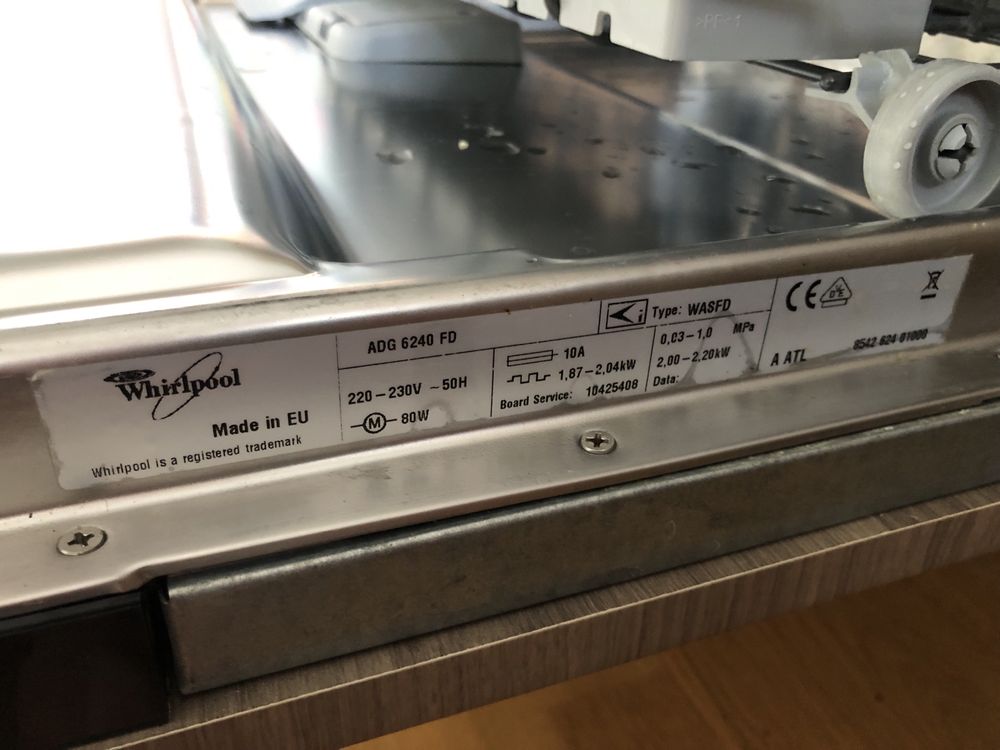 >PP<
Whirlpool
Made in EU
Whirlpool is a registered trademark
ADG 6240 FD
220-230V ~50H
M 80W
10A
1,87-2,04kW
Board Service: 10425408
i Type: WASFD
0,03-1,0 MPa
2,00-2,20kW
Data:
CE
A ATL
8542 624 01000